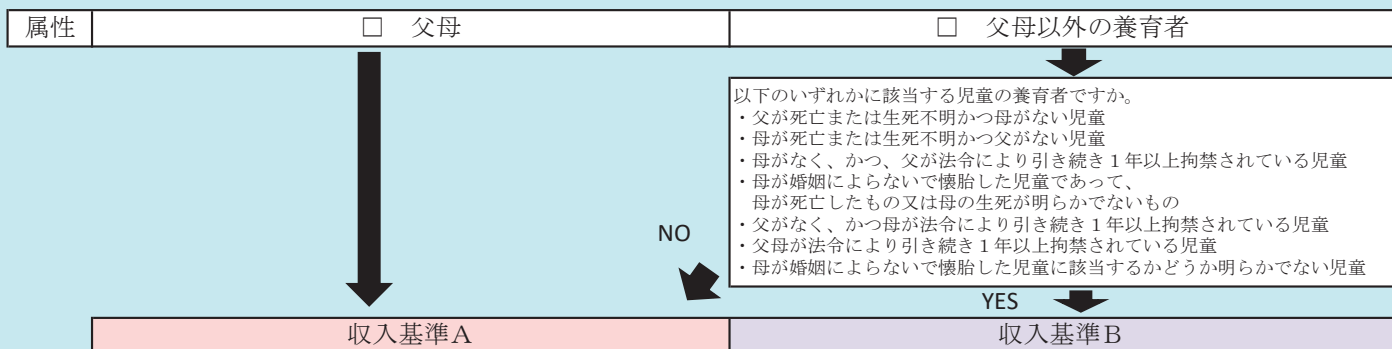 属性
□ 父母
□ 父母以外の養育者
以下のいずれかに該当する児童の養育者ですか。
・父が死亡または生死不明かつ母がない児童
・母が死亡または生死不明かつ父がない児童
・母がなく、かつ、父が法令により引き続き１年以上拘禁されている児童
・母が婚姻によらないで懐胎した児童であって、
母が死亡したもの又は母の生死が明らかでないもの
・父がなく、かつ母が法令により引き続き１年以上拘禁されている児童
・父母が法令により引き続き１年以上拘禁されている児童
・母が婚姻によらないで懐胎した児童に該当するかどうか明らかでない児童
NO
YES
収入基準Ａ
収入基準Ｂ